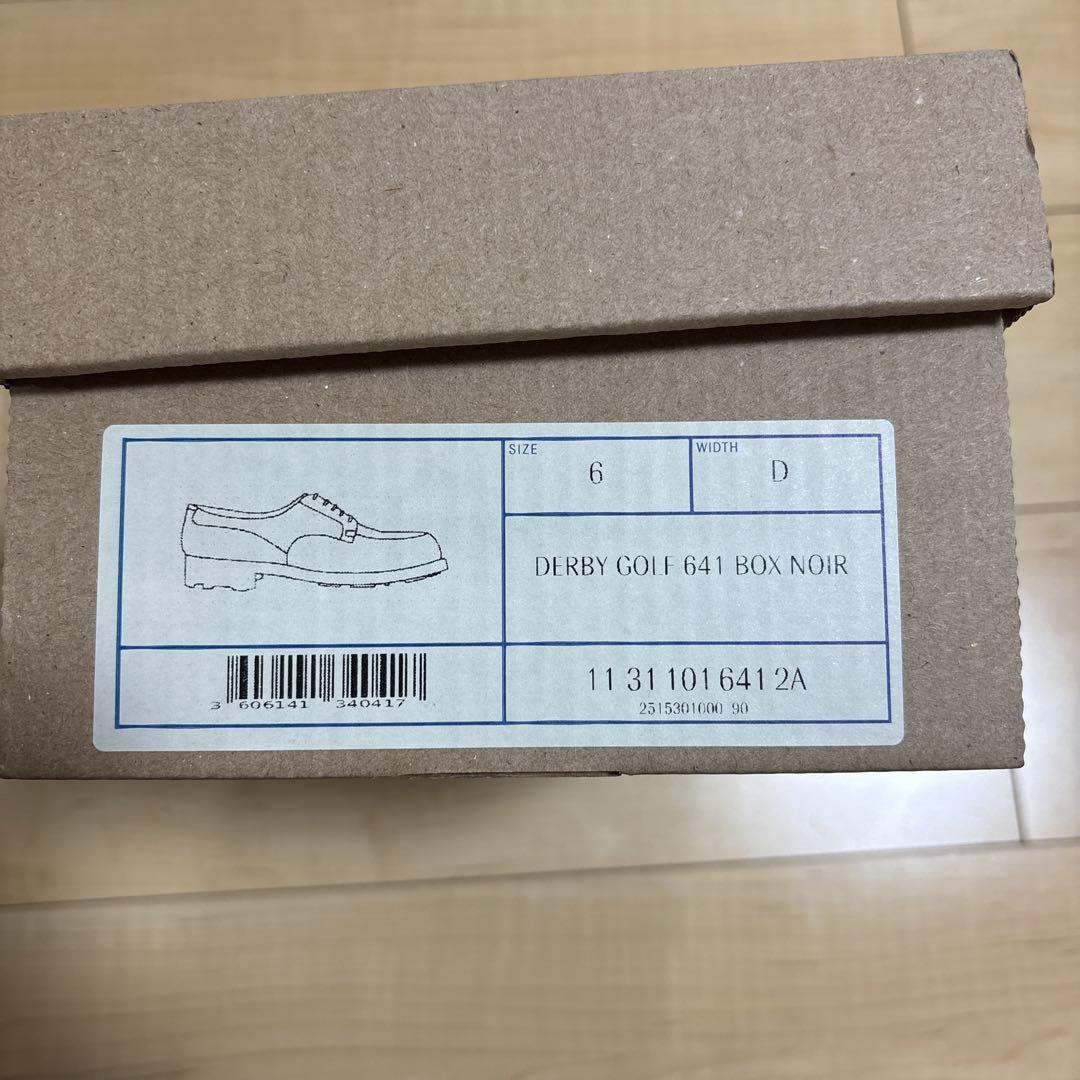 SIZE
6
WIDTH
D
DERBY GOLF 641 BOX NOIR
3 606141 340417
11 31 101 641 2A
2515301000 90